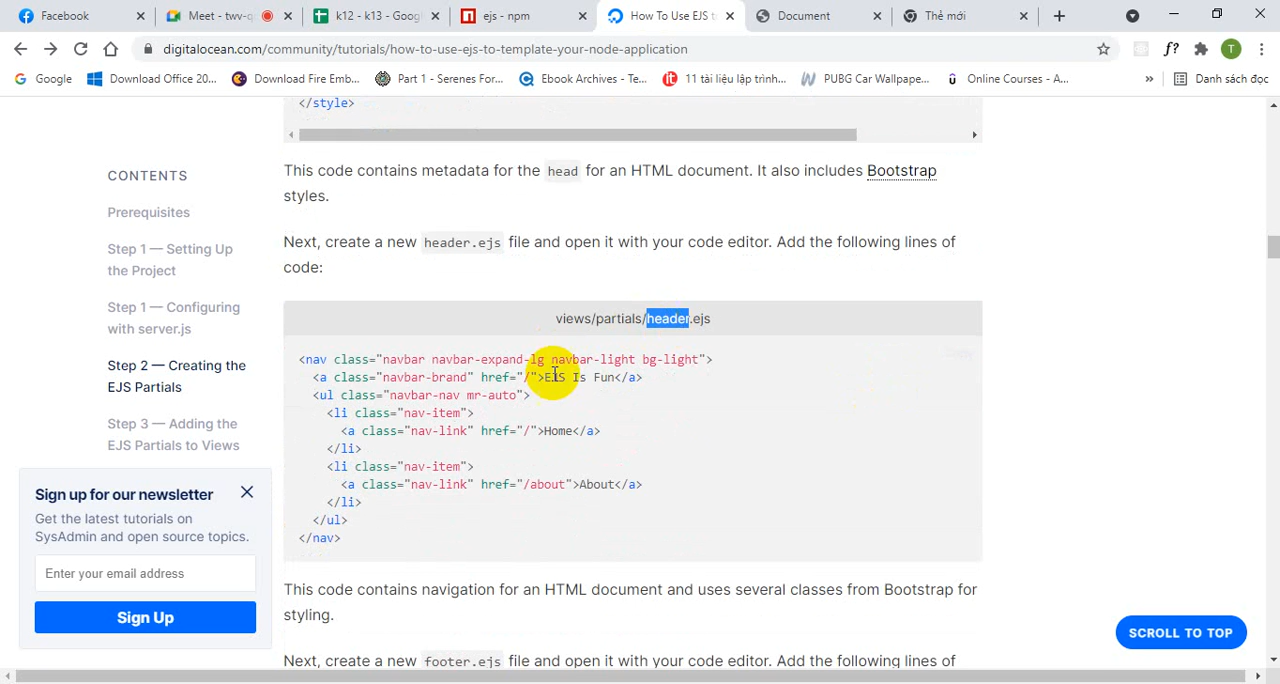 Facebook
Meet - twv-q
k12 - k13 - Goog
ejs - npm
How To Use EJS t
Document
Thẻ mới
digitalocean.com/community/tutorials/how-to-use-ejs-to-template-your-node-application
f?
T
Google
Download Office 20...
Download Fire Emb...
Part 1 - Serenes For...
Ebook Archives - Te...
11 tài liệu lập trình...
PUBG Car Wallpape...
Online Courses - A...
»
Danh sách đọc
</style>
This code contains metadata for the head for an HTML document. It also includes Bootstrap
styles.
Next, create a new header.ejs file and open it with your code editor. Add the following lines of
code:
views/partials/header.ejs
<nav class="navbar navbar-expand-lg navbar-light bg-light">
<a class="navbar-brand" href="/">EJS Is Fun</a>
<ul class="navbar-nav mr-auto">
<li class="nav-item">
<a class="nav-link" href="/">Home</a>
</li>
<li class="nav-item">
<a class="nav-link" href="/about">About</a>
</li>
</ul>
</nav>
This code contains navigation for an HTML document and uses several classes from Bootstrap for
styling.
Next, create a new footer.ejs file and open it with your code editor. Add the following lines of
CONTENTS
Prerequisites
Step 1 — Setting Up
the Project
Step 1 — Configuring
with server.js
Step 2 — Creating the
EJS Partials
Step 3 — Adding the
EJS Partials to Views
Sign up for our newsletter
Get the latest tutorials on
SysAdmin and open source topics.
Enter your email address
Sign Up
SCROLL TO TOP